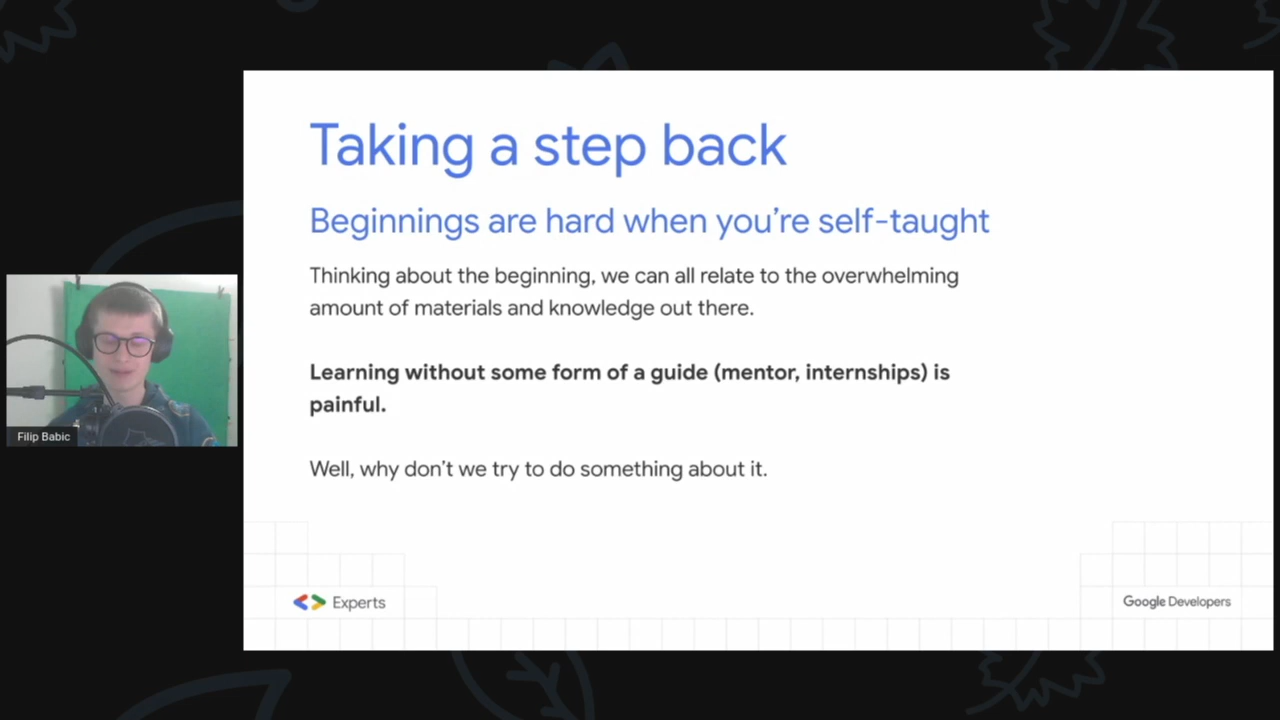 Taking a step back
Beginnings are hard when you're self-taught
Thinking about the beginning, we can all relate to the overwhelming
amount of materials and knowledge out there.
Learning without some form of a guide (mentor, internships) is
painful.
Well, why don't we try to do something about it.
Filip Babic
Experts
Google Developers